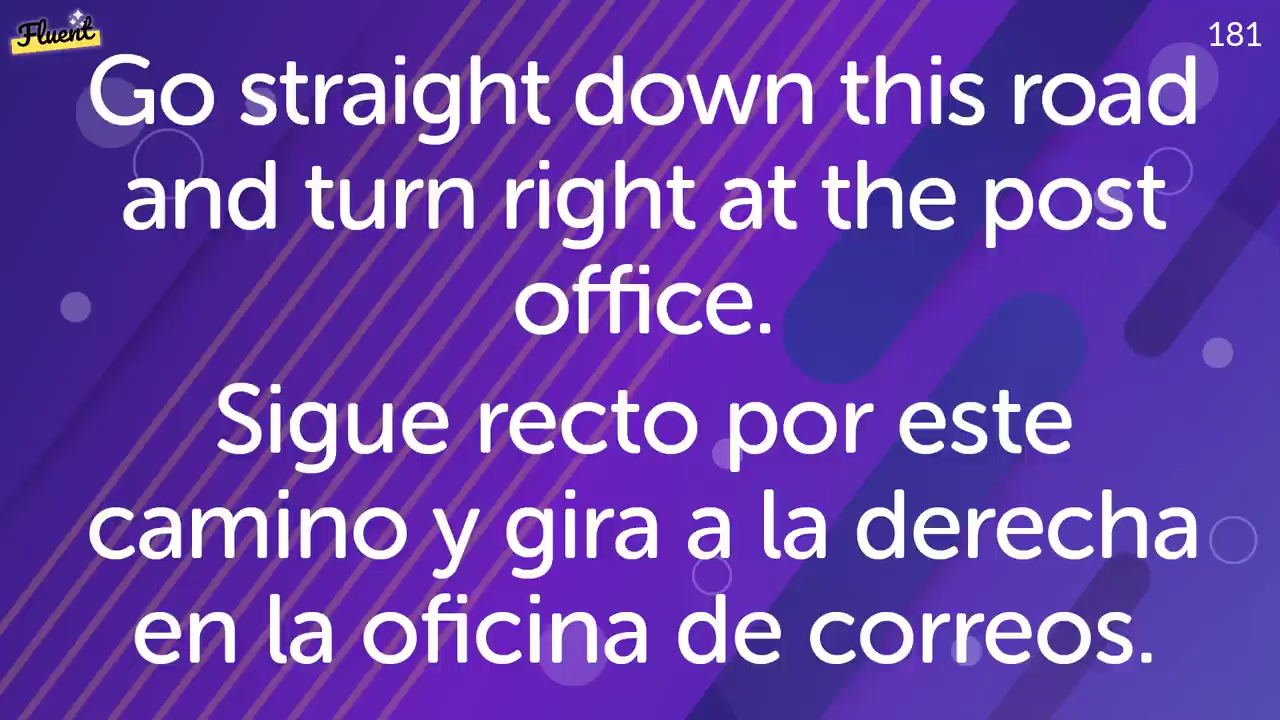 Fluent
181
Go straight down this road
and turn right at the post
office.
Sigue recto por este
camino y gira a la derecha
en la oficina de correos.